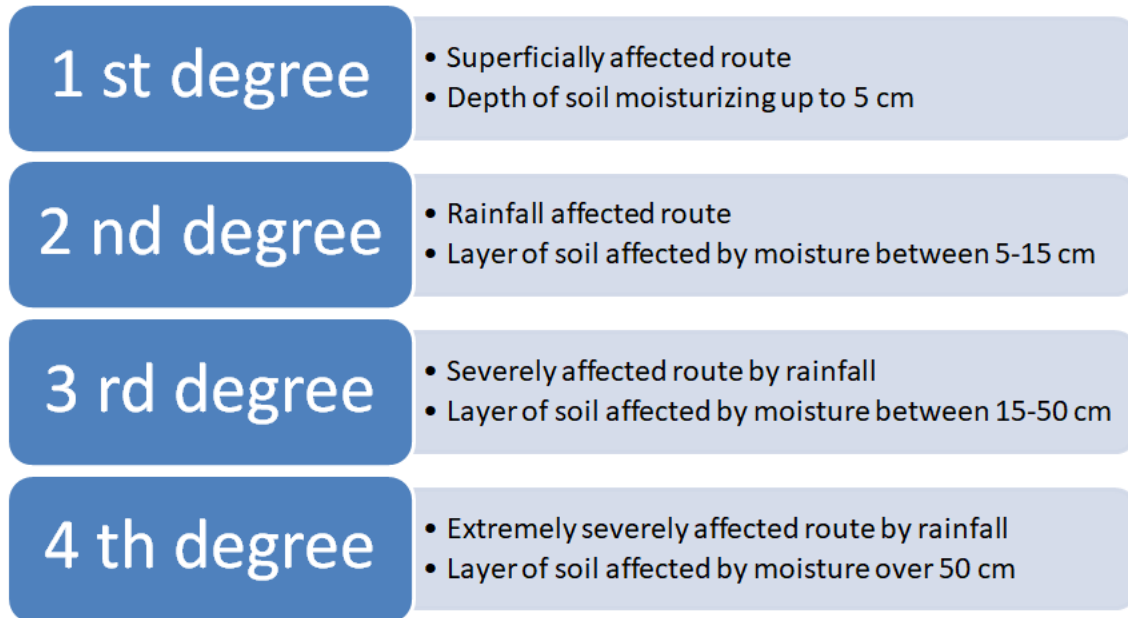 1 st degree
• Superficially affected route
• Depth of soil moisturizing up to 5 cm
2 nd degree
• Rainfall affected route
• Layer of soil affected by moisture between 5-15 cm
3 rd degree
• Severely affected route by rainfall
• Layer of soil affected by moisture between 15-50 cm
4 th degree
• Extremely severely affected route by rainfall
• Layer of soil affected by moisture over 50 cm